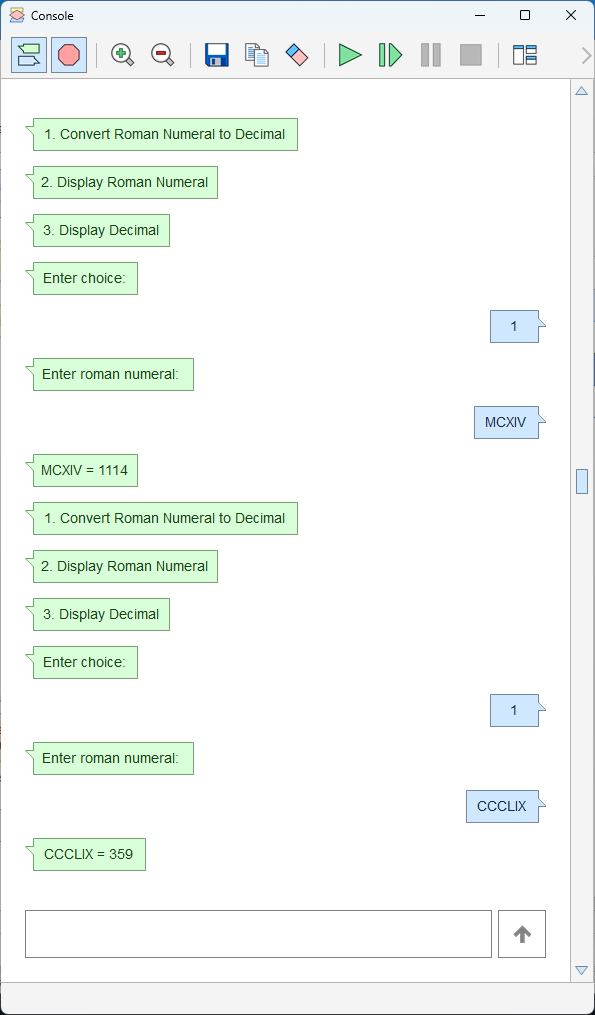 Console
1. Convert Roman Numeral to Decimal
2. Display Roman Numeral
3. Display Decimal
Enter choice:
1
Enter roman numeral:
MCXIV
MCXIV = 1114
1. Convert Roman Numeral to Decimal
2. Display Roman Numeral
3. Display Decimal
Enter choice:
1
Enter roman numeral:
CCCLIX
CCCLIX = 359